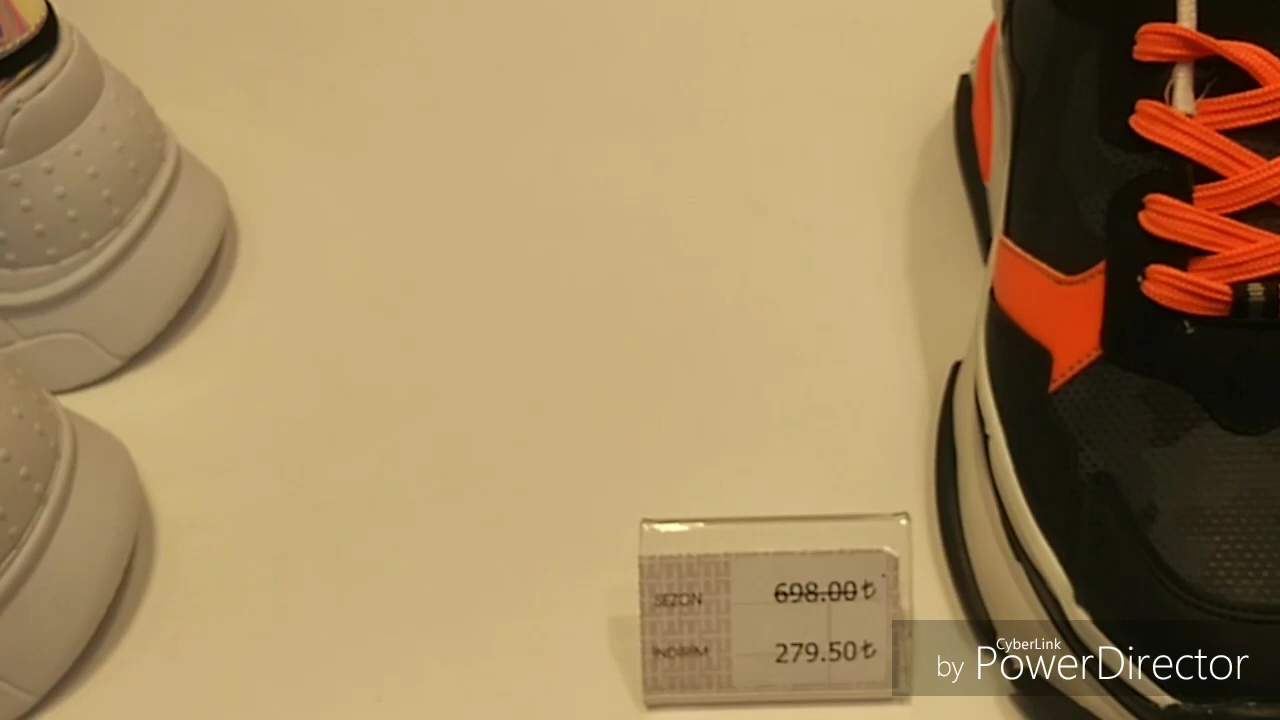 SEZON 698.00 ₺
İNDİRİM 279.50 ₺
CyberLink
by PowerDirector